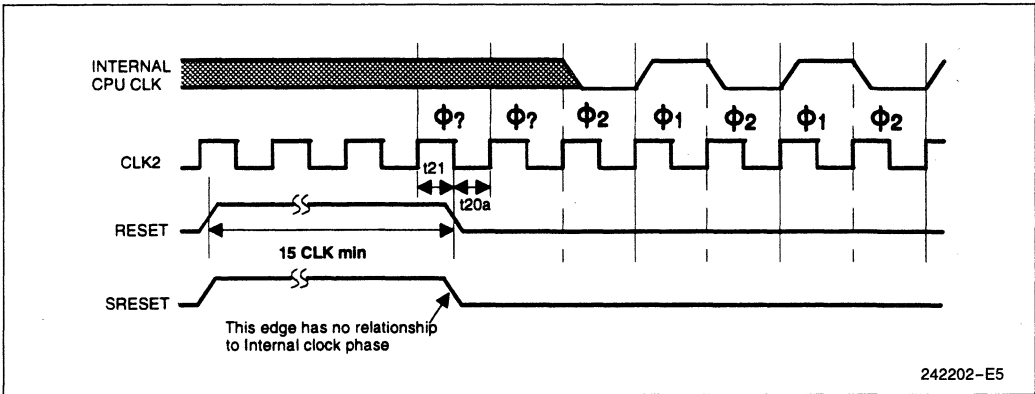 INTERNAL
CPU CLK
Φ? Φ? Φ2 Φ1 Φ2 Φ1 Φ2
CLK2
t21
t20a
RESET
15 CLK min
SRESET
This edge has no relationship
to Internal clock phase
242202-E5